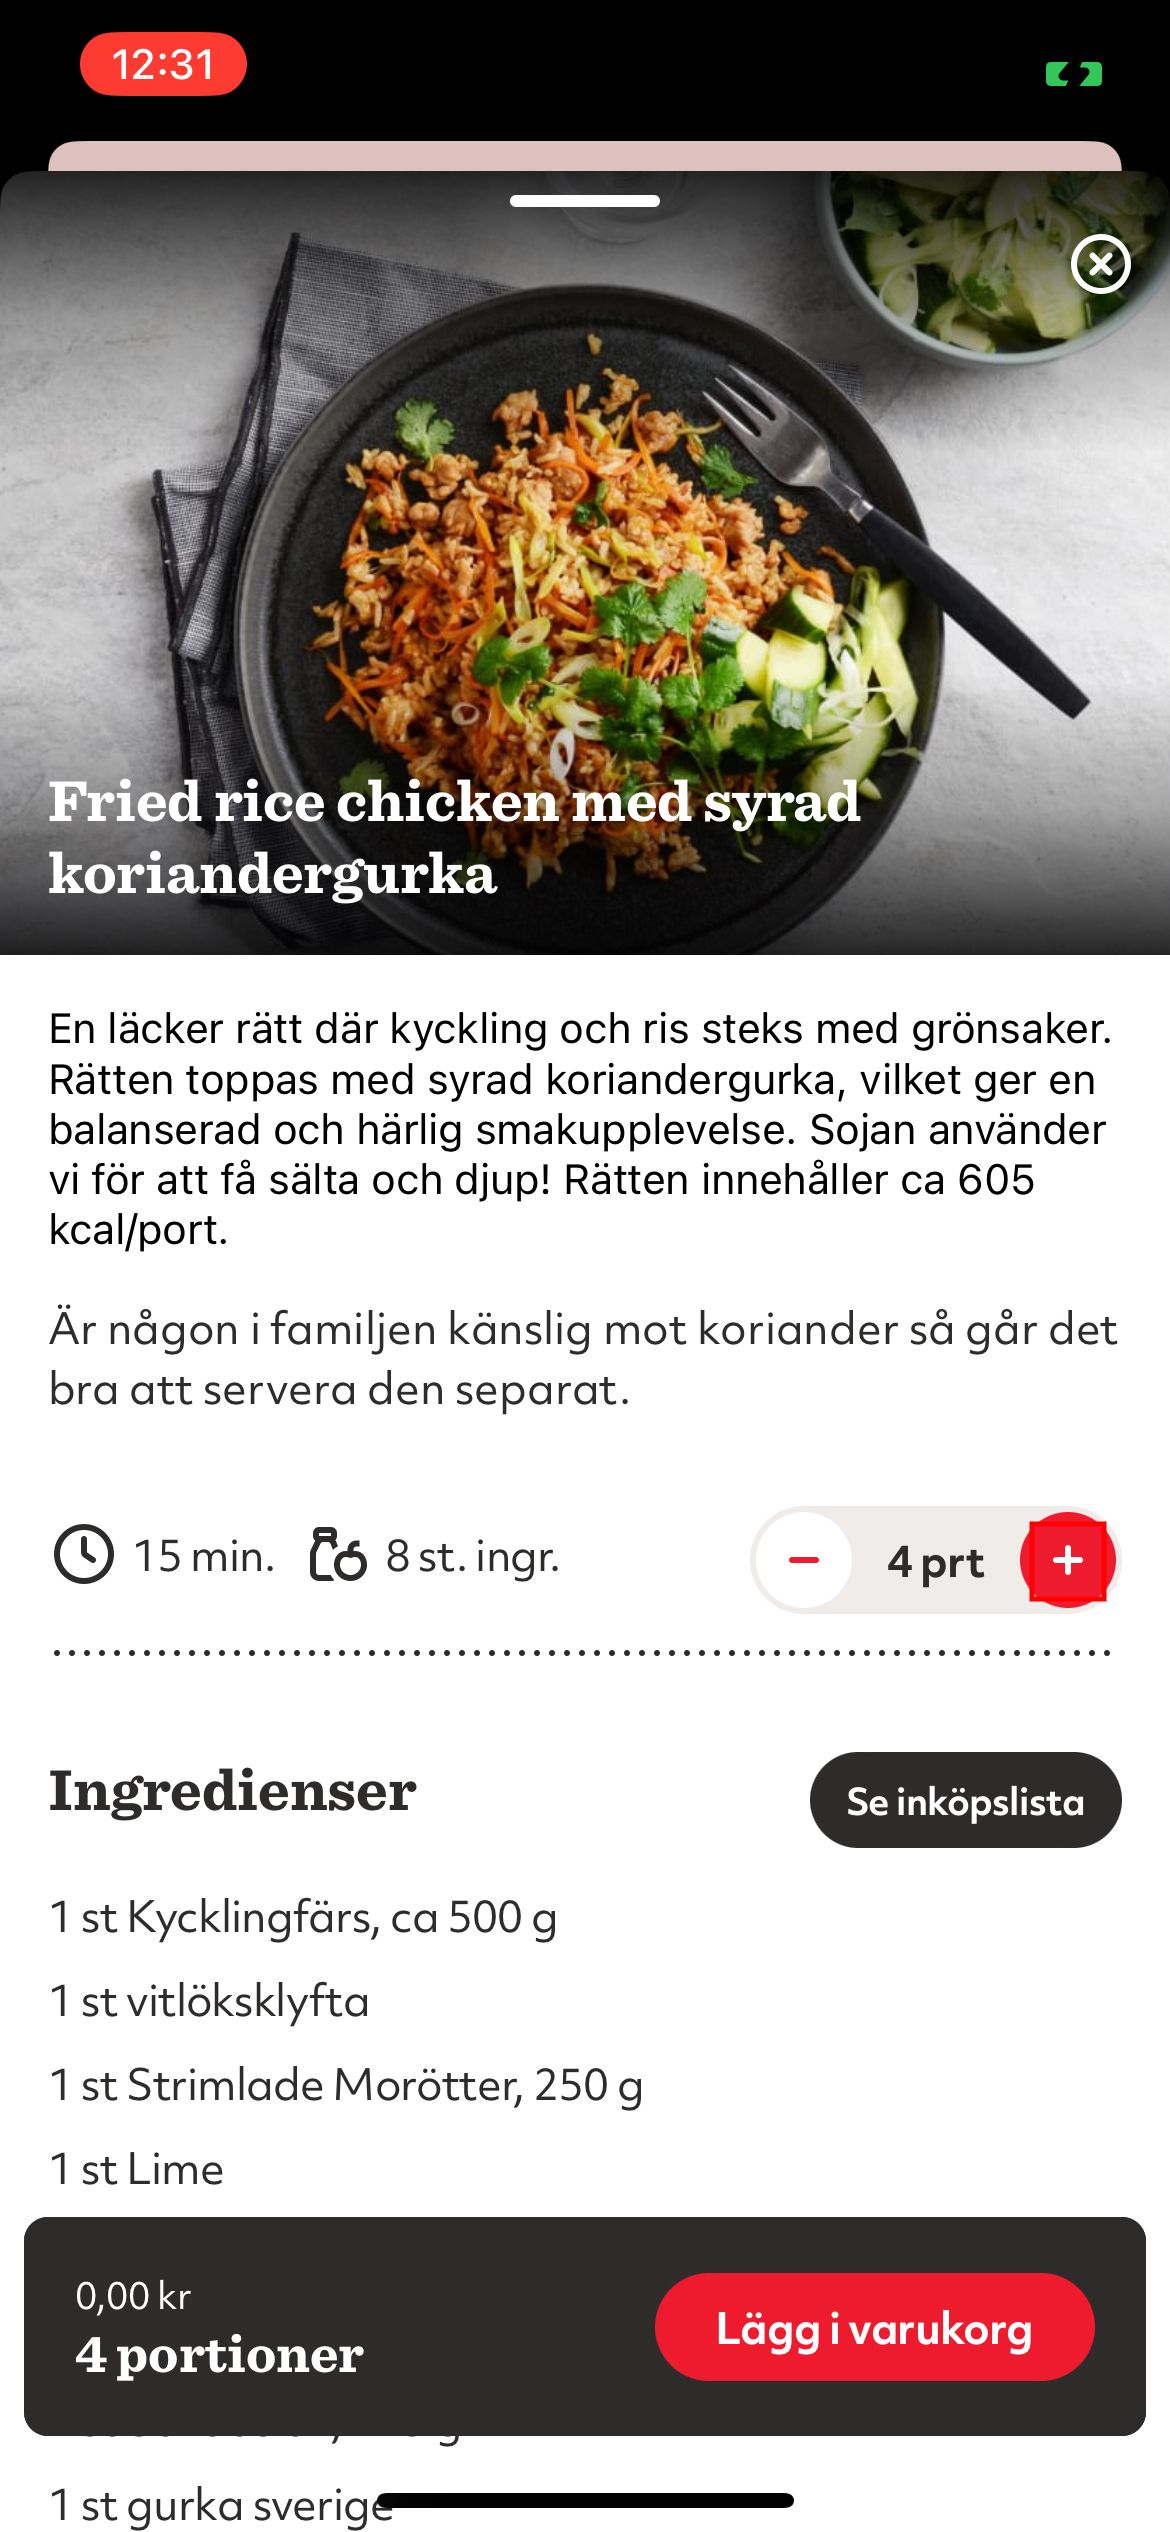 12:31
Fried rice chicken med syrad
koriandergurka
En läcker rätt där kyckling och ris steks med grönsaker.
Rätten toppas med syrad koriandergurka, vilket ger en
balanserad och härlig smakupplevelse. Sojan använder
vi för att få sälta och djup! Rätten innehåller ca 605
kcal/port.
Är någon i familjen känslig mot koriander så går det
bra att servera den separat.
15 min. 8 st. ingr. 4 prt
Ingredienser
Se inköpslista
1 st Kycklingfärs, ca 500 g
1 st vitlöksklyfta
1 st Strimlade Morötter, 250 g
1 st Lime
0,00 kr
4 portioner
Lägg i varukorg
1 st gurka sverige